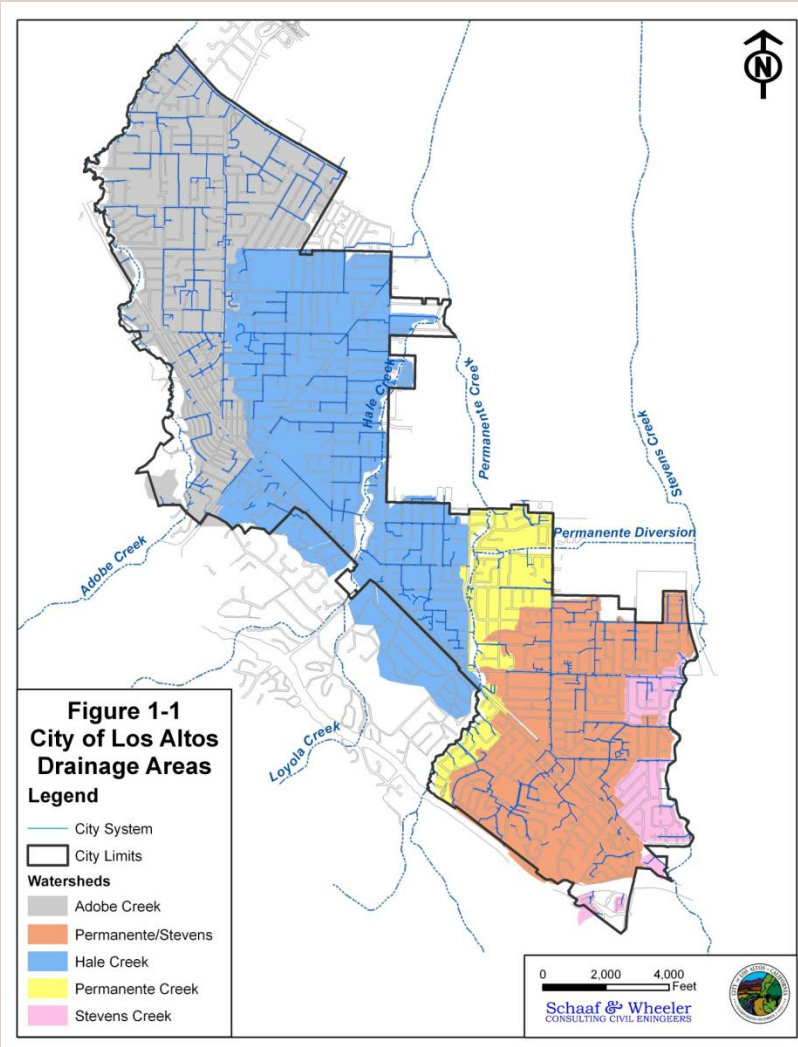 N
Hale Creek
Permanente Creek
Stevens Creek
Permanente Diversion
Adobe Creek
Loyola Creek
Figure 1-1
City of Los Altos
Drainage Areas
Legend
City System
City Limits
Watersheds
Adobe Creek
Permanente/Stevens
Hale Creek
Permanente Creek
Stevens Creek
0 2,000 4,000
Feet
Schaaf & Wheeler
CONSULTING CIVIL ENINGEERS